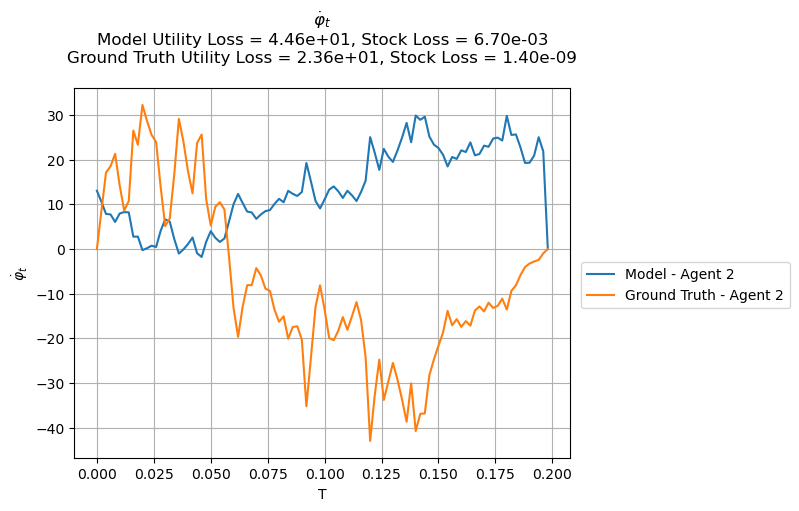 φ̇ₜ
Model Utility Loss = 4.46e+01, Stock Loss = 6.70e-03
Ground Truth Utility Loss = 2.36e+01, Stock Loss = 1.40e-09
30
20
10
0
−10
−20
−30
−40
φ̇ₜ
0.000 0.025 0.050 0.075 0.100 0.125 0.150 0.175 0.200
T
Model - Agent 2
Ground Truth - Agent 2